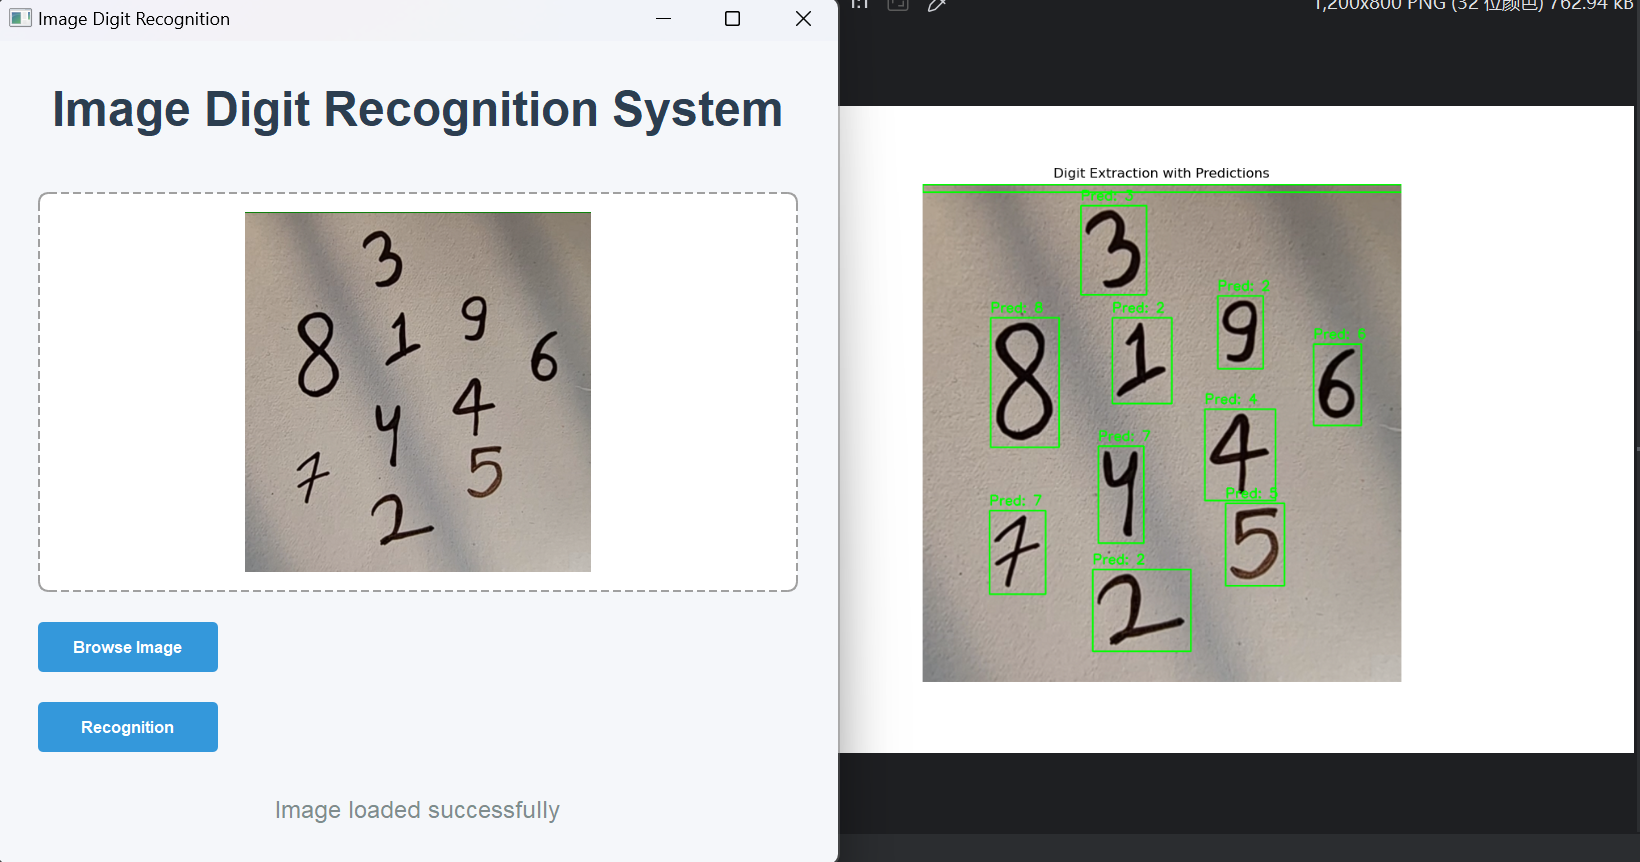 Image Digit Recognition
Image Digit Recognition System
3
9
8
1
6
4
4
5
7
2
Browse Image
Recognition
Image loaded successfully
1:1
1,200x800 PNG (32 位颜色) 762.94 kB
Digit Extraction with Predictions
Pred: 3
3
Pred: 2
9
Pred: 8
8
Pred: 2
1
Pred: 6
6
Pred: 4
4
Pred: 7
4
Pred: 5
5
Pred: 7
7
Pred: 2
2